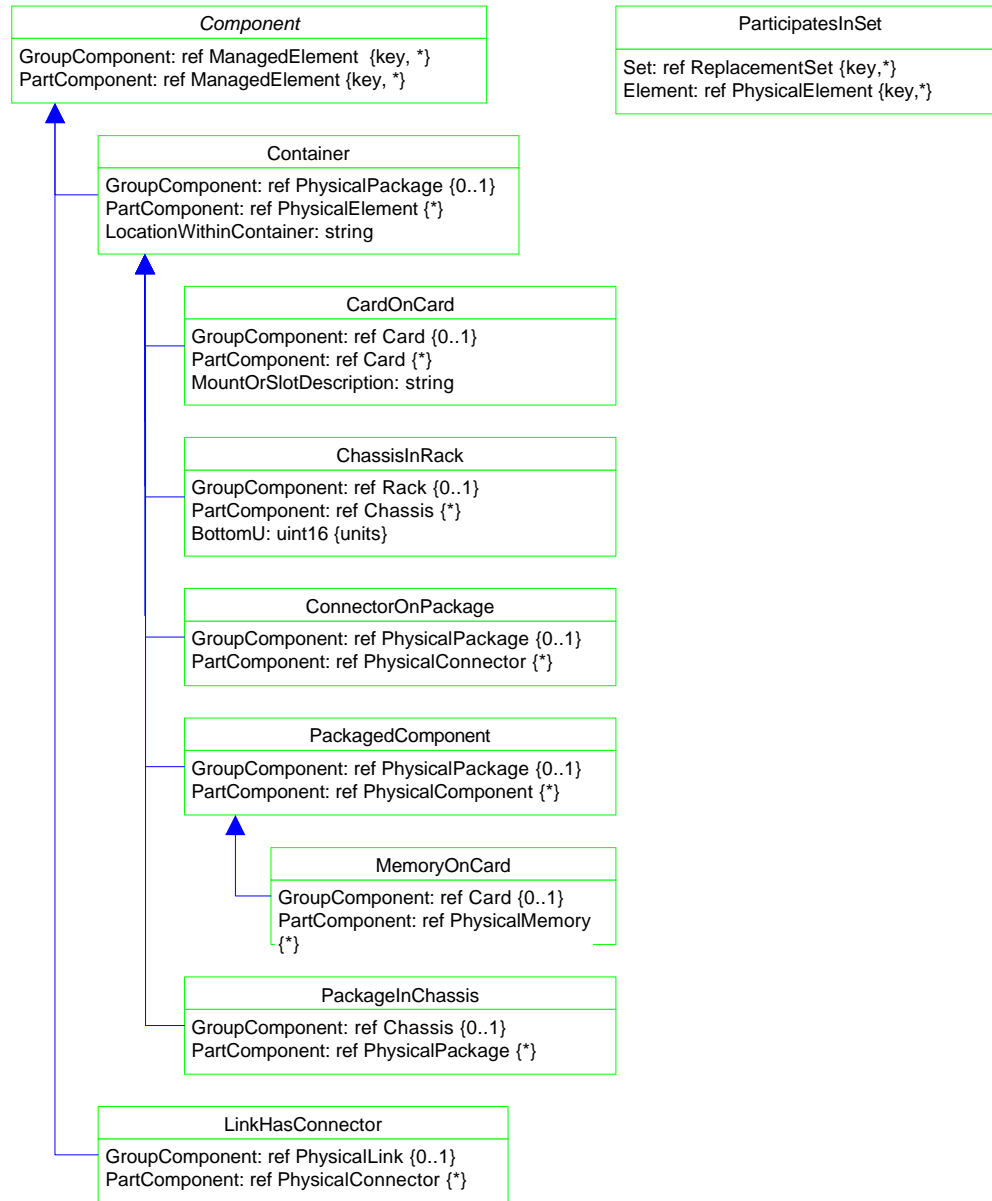 Component
GroupComponent: ref ManagedElement  {key, *}
PartComponent: ref ManagedElement {key, *}
ParticipatesInSet
Set: ref ReplacementSet {key,*}
Element: ref PhysicalElement {key,*}
Container
GroupComponent: ref PhysicalPackage {0..1}
PartComponent: ref PhysicalElement {*}
LocationWithinContainer: string
CardOnCard
GroupComponent: ref Card {0..1}
PartComponent: ref Card {*}
MountOrSlotDescription: string
ChassisInRack
GroupComponent: ref Rack {0..1}
PartComponent: ref Chassis {*}
BottomU: uint16 {units}
ConnectorOnPackage
GroupComponent: ref PhysicalPackage {0..1}
PartComponent: ref PhysicalConnector {*}
PackagedComponent
GroupComponent: ref PhysicalPackage {0..1}
PartComponent: ref PhysicalComponent {*}
MemoryOnCard
GroupComponent: ref Card {0..1}
PartComponent: ref PhysicalMemory
{*}
PackageInChassis
GroupComponent: ref Chassis {0..1}
PartComponent: ref PhysicalPackage {*}
LinkHasConnector
GroupComponent: ref PhysicalLink {0..1}
PartComponent: ref PhysicalConnector {*}